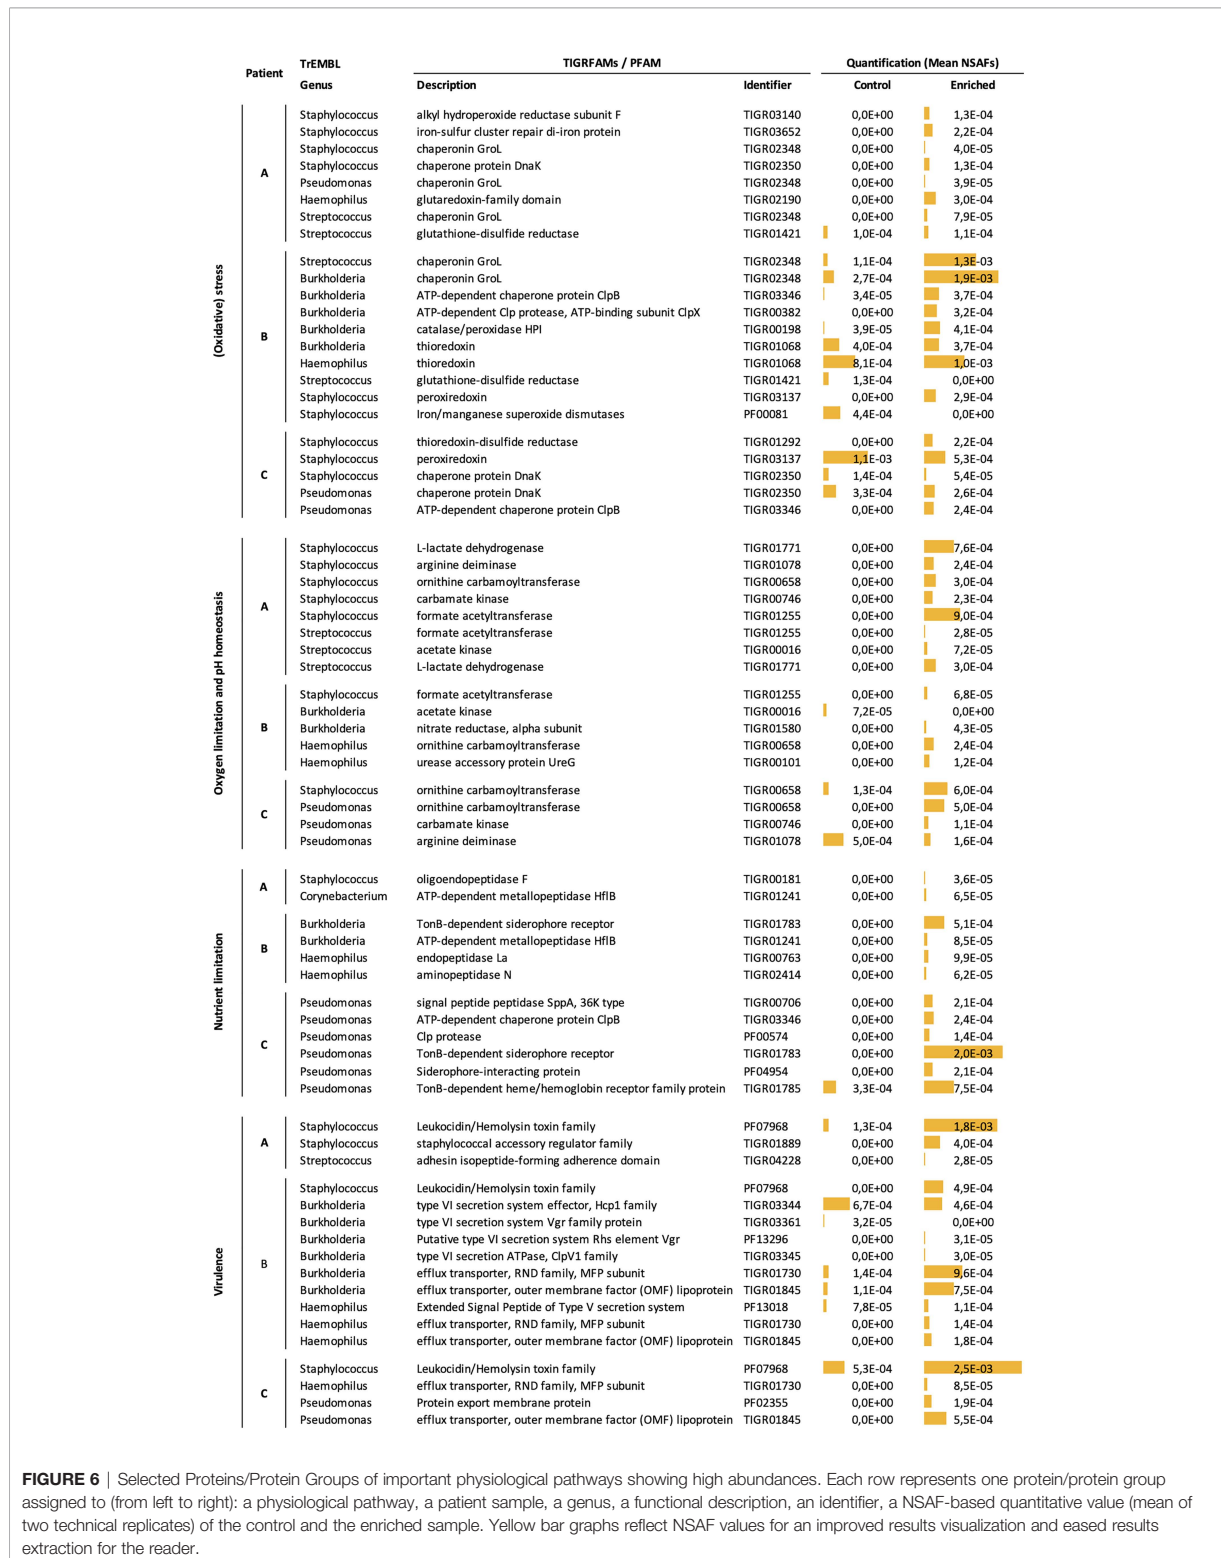 Patient TrEMBL TIGRFAMs / PFAM Quantification (Mean NSAFs)
Genus Description Identifier Control Enriched
(Oxidative) stress
A
Staphylococcus alkyl hydroperoxide reductase subunit F TIGR03140 0,0E+00 1,3E-04
Staphylococcus iron-sulfur cluster repair di-iron protein TIGR03652 0,0E+00 2,2E-04
Staphylococcus chaperonin GroL TIGR02348 0,0E+00 4,0E-05
Staphylococcus chaperone protein DnaK TIGR02350 0,0E+00 1,3E-04
Pseudomonas chaperonin GroL TIGR02348 0,0E+00 3,9E-05
Haemophilus glutaredoxin-family domain TIGR02190 0,0E+00 3,0E-04
Streptococcus chaperonin GroL TIGR02348 0,0E+00 7,9E-05
Streptococcus glutathione-disulfide reductase TIGR01421 1,0E-04 1,1E-04
B
Streptococcus chaperonin GroL TIGR02348 1,1E-04 1,3E-03
Burkholderia chaperonin GroL TIGR02348 2,7E-04 1,9E-03
Burkholderia ATP-dependent chaperone protein ClpB TIGR03346 3,4E-05 3,7E-04
Burkholderia ATP-dependent Clp protease, ATP-binding subunit ClpX TIGR00382 0,0E+00 3,2E-04
Burkholderia catalase/peroxidase HPI TIGR00198 3,9E-05 4,1E-04
Burkholderia thioredoxin TIGR01068 4,0E-04 3,7E-04
Haemophilus thioredoxin TIGR01068 8,1E-04 1,0E-03
Streptococcus glutathione-disulfide reductase TIGR01421 1,3E-04 0,0E+00
Staphylococcus peroxiredoxin TIGR03137 0,0E+00 2,9E-04
Staphylococcus Iron/manganese superoxide dismutases PF00081 4,4E-04 0,0E+00
C
Staphylococcus thioredoxin-disulfide reductase TIGR01292 0,0E+00 2,2E-04
Staphylococcus peroxiredoxin TIGR03137 1,1E-03 5,3E-04
Staphylococcus chaperone protein DnaK TIGR02350 1,4E-04 5,4E-05
Pseudomonas chaperone protein DnaK TIGR02350 3,3E-04 2,6E-04
Pseudomonas ATP-dependent chaperone protein ClpB TIGR03346 0,0E+00 2,4E-04
Oxygen limitation and pH homeostasis
A
Staphylococcus L-lactate dehydrogenase TIGR01771 0,0E+00 7,6E-04
Staphylococcus arginine deiminase TIGR01078 0,0E+00 2,4E-04
Staphylococcus ornithine carbamoyltransferase TIGR00658 0,0E+00 3,0E-04
Staphylococcus carbamate kinase TIGR00746 0,0E+00 2,3E-04
Staphylococcus formate acetyltransferase TIGR01255 0,0E+00 9,0E-04
Streptococcus formate acetyltransferase TIGR01255 0,0E+00 2,8E-05
Streptococcus acetate kinase TIGR00016 0,0E+00 7,2E-05
Streptococcus L-lactate dehydrogenase TIGR01771 0,0E+00 3,0E-04
B
Staphylococcus formate acetyltransferase TIGR01255 0,0E+00 6,8E-05
Burkholderia acetate kinase TIGR00016 7,2E-05 0,0E+00
Burkholderia nitrate reductase, alpha subunit TIGR01580 0,0E+00 4,3E-05
Haemophilus ornithine carbamoyltransferase TIGR00658 0,0E+00 2,4E-04
Haemophilus urease accessory protein UreG TIGR00101 0,0E+00 1,2E-04
C
Staphylococcus ornithine carbamoyltransferase TIGR00658 1,3E-04 6,0E-04
Pseudomonas ornithine carbamoyltransferase TIGR00658 0,0E+00 5,0E-04
Pseudomonas carbamate kinase TIGR00746 0,0E+00 1,1E-04
Pseudomonas arginine deiminase TIGR01078 5,0E-04 1,6E-04
Nutrient limitation
A
Staphylococcus oligoendopeptidase F TIGR00181 0,0E+00 3,6E-05
Corynebacterium ATP-dependent metallopeptidase HflB TIGR01241 0,0E+00 6,5E-05
B
Burkholderia TonB-dependent siderophore receptor TIGR01783 0,0E+00 5,1E-04
Burkholderia ATP-dependent metallopeptidase HflB TIGR01241 0,0E+00 8,5E-05
Haemophilus endopeptidase La TIGR00763 0,0E+00 9,9E-05
Haemophilus aminopeptidase N TIGR02414 0,0E+00 6,2E-05
C
Pseudomonas signal peptide peptidase SppA, 36K type TIGR00706 0,0E+00 2,1E-04
Pseudomonas ATP-dependent chaperone protein ClpB TIGR03346 0,0E+00 2,4E-04
Pseudomonas Clp protease PF00574 0,0E+00 1,4E-04
Pseudomonas TonB-dependent siderophore receptor TIGR01783 0,0E+00 2,0E-03
Pseudomonas Siderophore-interacting protein PF04954 0,0E+00 2,1E-04
Pseudomonas TonB-dependent heme/hemoglobin receptor family protein TIGR01785 3,3E-04 7,5E-04
Virulence
A
Staphylococcus Leukocidin/Hemolysin toxin family PF07968 1,3E-04 1,8E-03
Staphylococcus staphylococcal accessory regulator family TIGR01889 0,0E+00 4,0E-04
Streptococcus adhesin isopeptide-forming adherence domain TIGR04228 0,0E+00 2,8E-05
B
Staphylococcus Leukocidin/Hemolysin toxin family PF07968 0,0E+00 4,9E-04
Burkholderia type VI secretion system effector, Hcp1 family TIGR03344 6,7E-04 4,6E-04
Burkholderia type VI secretion system Vgr family protein TIGR03361 3,2E-05 0,0E+00
Burkholderia Putative type VI secretion system Rhs element Vgr PF13296 0,0E+00 3,1E-05
Burkholderia type VI secretion ATPase, ClpV1 family TIGR03345 0,0E+00 3,0E-05
Burkholderia efflux transporter, RND family, MFP subunit TIGR01730 1,4E-04 9,6E-04
Burkholderia efflux transporter, outer membrane factor (OMF) lipoprotein TIGR01845 1,1E-04 7,5E-04
Haemophilus Extended Signal Peptide of Type V secretion system PF13018 7,8E-05 1,1E-04
Haemophilus efflux transporter, RND family, MFP subunit TIGR01730 0,0E+00 1,4E-04
Haemophilus efflux transporter, outer membrane factor (OMF) lipoprotein TIGR01845 0,0E+00 1,8E-04
C
Staphylococcus Leukocidin/Hemolysin toxin family PF07968 5,3E-04 2,5E-03
Haemophilus efflux transporter, RND family, MFP subunit TIGR01730 0,0E+00 8,5E-05
Pseudomonas Protein export membrane protein PF02355 0,0E+00 1,9E-04
Pseudomonas efflux transporter, outer membrane factor (OMF) lipoprotein TIGR01845 0,0E+00 5,5E-04
FIGURE 6 | Selected Proteins/Protein Groups of important physiological pathways showing high abundances. Each row represents one protein/protein group
assigned to (from left to right): a physiological pathway, a patient sample, a genus, a functional description, an identifier, a NSAF-based quantitative value (mean of
two technical replicates) of the control and the enriched sample. Yellow bar graphs reflect NSAF values for an improved results visualization and eased results
extraction for the reader.